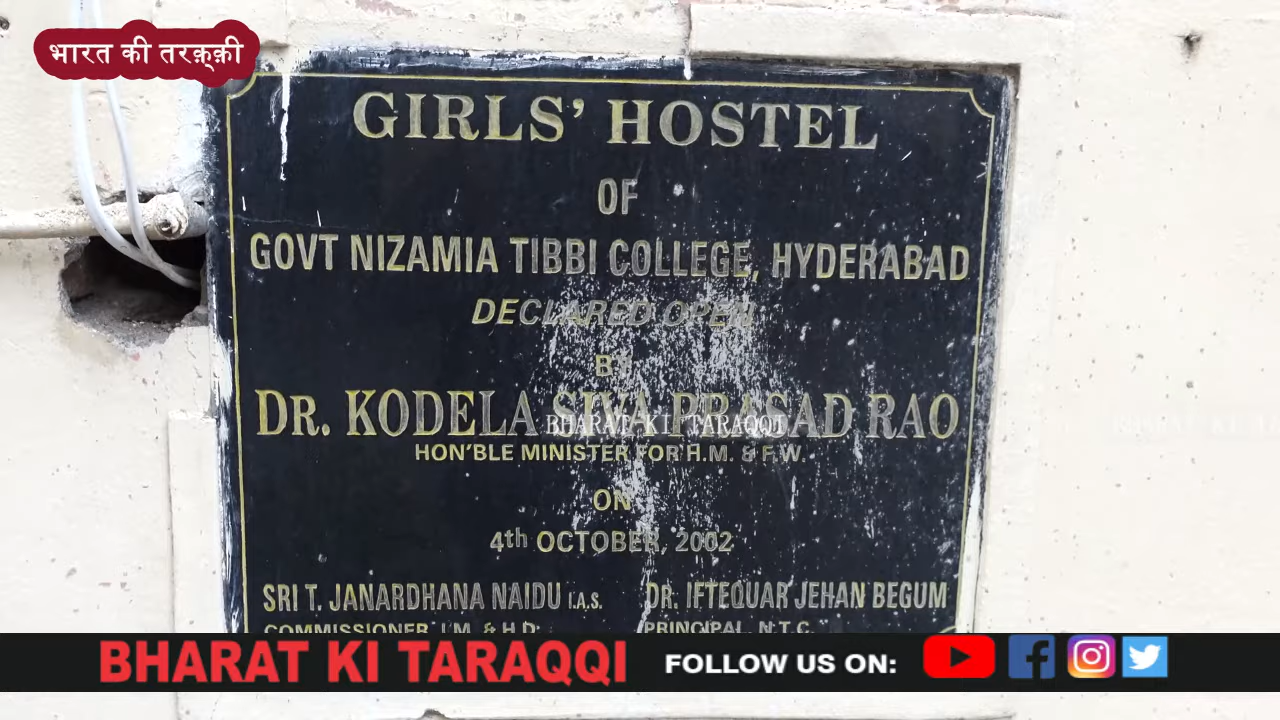 भारत की तरक़्क़ी
GIRLS' HOSTEL
OF
GOVT NIZAMIA TIBBI COLLEGE, HYDERABAD
DECLARED OPEN
BY
DR. KODELA SIVA PRASAD RAO
BHARAT KI TARAQQI
HON'BLE MINISTER FOR H.M. & F.W.
ON
4th OCTOBER, 2002
SRI T. JANARDHANA NAIDU I.A.S. DR. IFTEQUAR JEHAN BEGUM
COMMISSIONER, I.M. & H.D. PRINCIPAL, N.T.C.
BHARAT KI TARAQQI FOLLOW US ON: